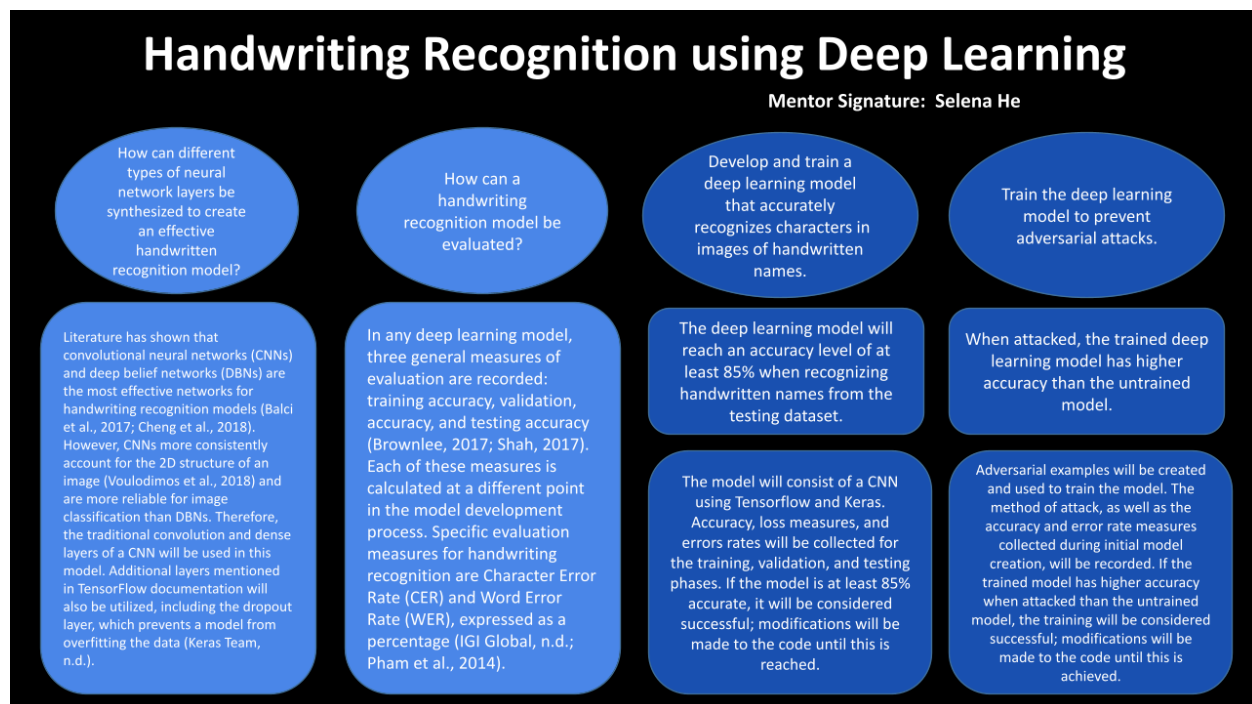 Handwriting Recognition using Deep Learning
Mentor Signature:  Selena He
How can different
types of neural
network layers be
synthesized to create
an effective
handwritten
recognition model?
Literature has shown that
convolutional neural networks (CNNs)
and deep belief networks (DBNs) are
the most effective networks for
handwriting recognition models (Balci
et al., 2017; Cheng et al., 2018).
However, CNNs more consistently
account for the 2D structure of an
image (Voulodimos et al., 2018) and
are more reliable for image
classification than DBNs. Therefore,
the traditional convolution and dense
layers of a CNN will be used in this
model. Additional layers mentioned
in TensorFlow documentation will
also be utilized, including the dropout
layer, which prevents a model from
overfitting the data (Keras Team,
n.d.).
How can a
handwriting
recognition model be
evaluated?
In any deep learning model,
three general measures of
evaluation are recorded:
training accuracy, validation,
accuracy, and testing accuracy
(Brownlee, 2017; Shah, 2017).
Each of these measures is
calculated at a different point
in the model development
process. Specific evaluation
measures for handwriting
recognition are Character Error
Rate (CER) and Word Error
Rate (WER), expressed as a
percentage (IGI Global, n.d.;
Pham et al., 2014).
Develop and train a
deep learning model
that accurately
recognizes characters in
images of handwritten
names.
The deep learning model will
reach an accuracy level of at
least 85% when recognizing
handwritten names from the
testing dataset.
The model will consist of a CNN
using Tensorflow and Keras.
Accuracy, loss measures, and
errors rates will be collected for
the training, validation, and testing
phases. If the model is at least 85%
accurate, it will be considered
successful; modifications will be
made to the code until this is
reached.
Train the deep learning
model to prevent
adversarial attacks.
When attacked, the trained deep
learning model has higher
accuracy than the untrained
model.
Adversarial examples will be created
and used to train the model. The
method of attack, as well as the
accuracy and error rate measures
collected during initial model
creation, will be recorded. If the
trained model has higher accuracy
when attacked than the untrained
model, the training will be considered
successful; modifications will be
made to the code until this is
achieved.